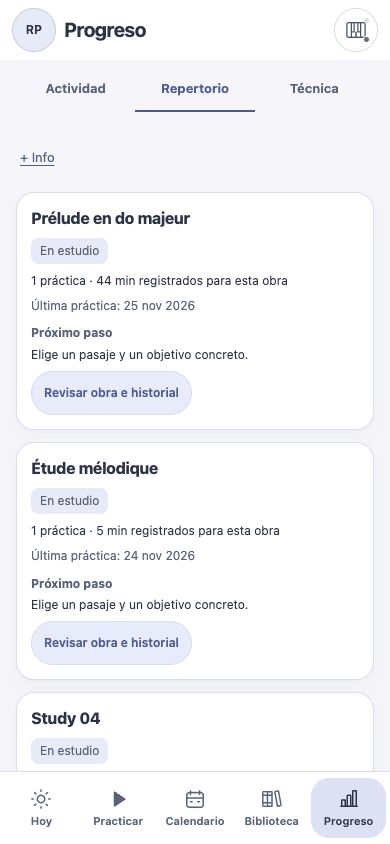 RP
Progreso
Actividad
Repertorio
Técnica
+ Info
Prélude en do majeur
En estudio
1 práctica · 44 min registrados para esta obra
Última práctica: 25 nov 2026
Próximo paso
Elige un pasaje y un objetivo concreto.
Revisar obra e historial
Étude mélodique
En estudio
1 práctica · 5 min registrados para esta obra
Última práctica: 24 nov 2026
Próximo paso
Elige un pasaje y un objetivo concreto.
Revisar obra e historial
Study 04
En estudio
Hoy
Practicar
Calendario
Biblioteca
Progreso